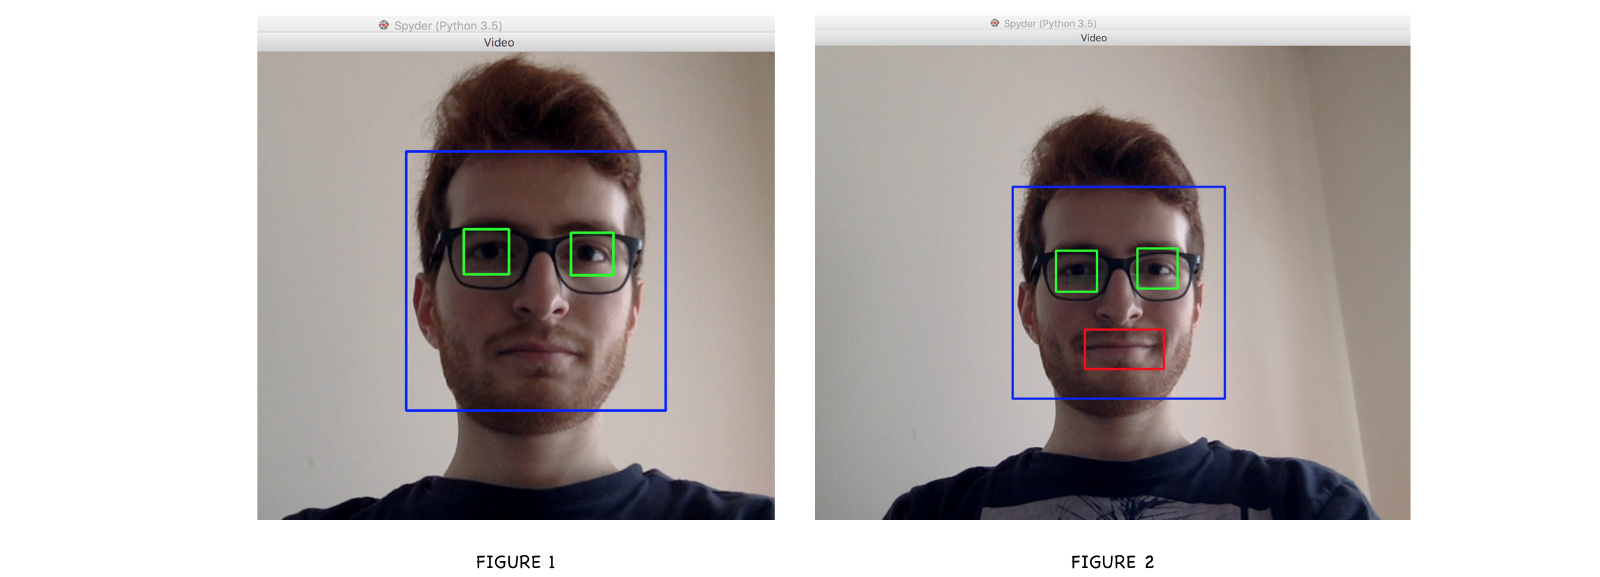 Spyder (Python 3.5)
Video
Spyder (Python 3.5)
Video
FIGURE 1
FIGURE 2